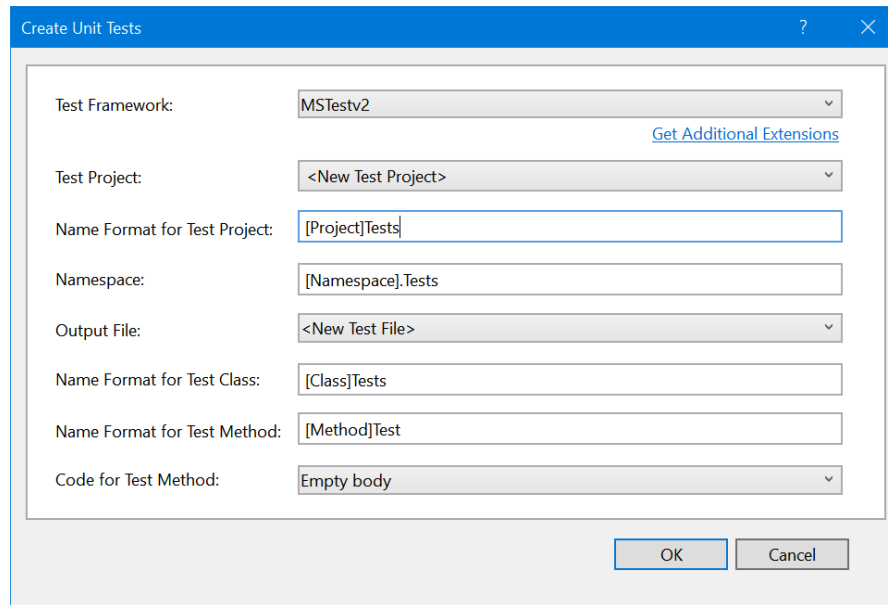 Create Unit Tests ?
Test Framework: MSTestv2
Get Additional Extensions
Test Project: <New Test Project>
Name Format for Test Project: [Project]Tests
Namespace: [Namespace].Tests
Output File: <New Test File>
Name Format for Test Class: [Class]Tests
Name Format for Test Method: [Method]Test
Code for Test Method: Empty body
OK Cancel